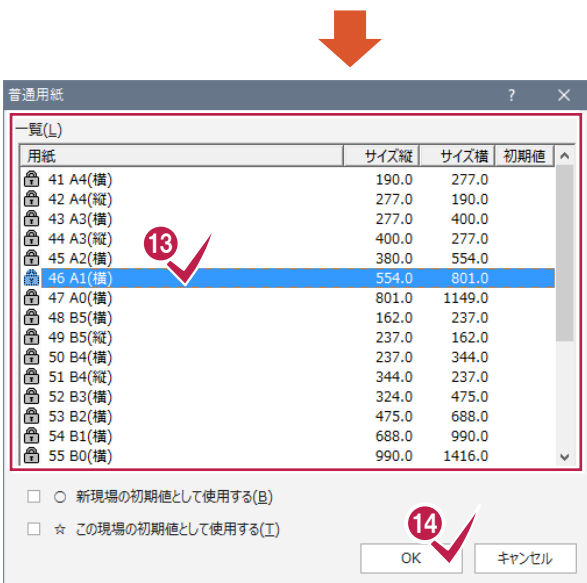 普通用紙 ?
一覧(L)
用紙 サイズ縦 サイズ横 初期値
41 A4(横) 190.0 277.0
42 A4(縦) 277.0 190.0
43 A3(横) 277.0 400.0
44 A3(縦) 400.0 277.0
45 A2(横) 380.0 554.0
13
46 A1(横) 554.0 801.0
47 A0(横) 801.0 1149.0
48 B5(横) 162.0 237.0
49 B5(縦) 237.0 162.0
50 B4(横) 237.0 344.0
51 B4(縦) 344.0 237.0
52 B3(横) 324.0 475.0
53 B2(横) 475.0 688.0
54 B1(横) 688.0 990.0
55 B0(横) 990.0 1416.0
○ 新現場の初期値として使用する(B)
☆ この現場の初期値として使用する(T)
14
OK キャンセル